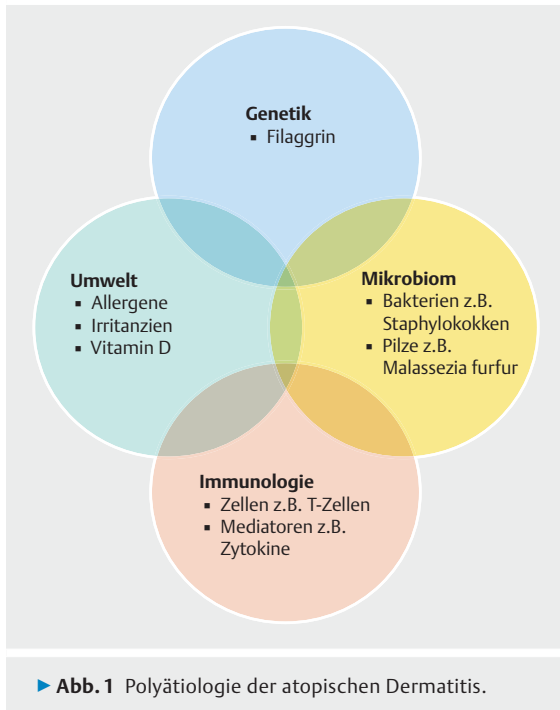 Genetik
▪ Filaggrin
Umwelt
▪ Allergene
▪ Irritanzien
▪ Vitamin D
Mikrobiom
▪ Bakterien z.B.
Staphylokokken
▪ Pilze z.B.
Malassezia furfur
Immunologie
▪ Zellen z.B. T-Zellen
▪ Mediatoren z.B.
Zytokine
▶ Abb. 1 Polyätiologie der atopischen Dermatitis.